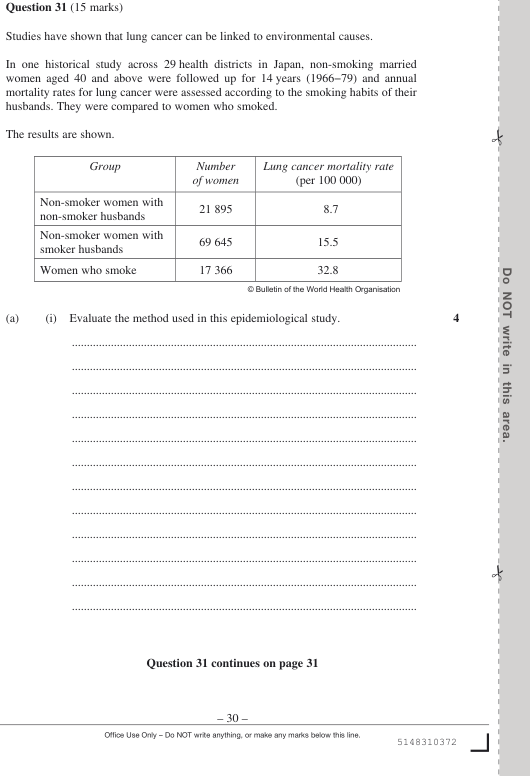 Question 31 (15 marks)
Studies have shown that lung cancer can be linked to environmental causes.
In one historical study across 29 health districts in Japan, non-smoking married
women aged 40 and above were followed up for 14 years (1966–79) and annual
mortality rates for lung cancer were assessed according to the smoking habits of their
husbands. They were compared to women who smoked.
The results are shown.
Group Number of women Lung cancer mortality rate (per 100 000)
Non-smoker women with non-smoker husbands 21 895 8.7
Non-smoker women with smoker husbands 69 645 15.5
Women who smoke 17 366 32.8
© Bulletin of the World Health Organisation
(a) (i) Evaluate the method used in this epidemiological study. 4
Do NOT write in this area.
Question 31 continues on page 31
– 30 –
Office Use Only – Do NOT write anything, or make any marks below this line.
5148310372